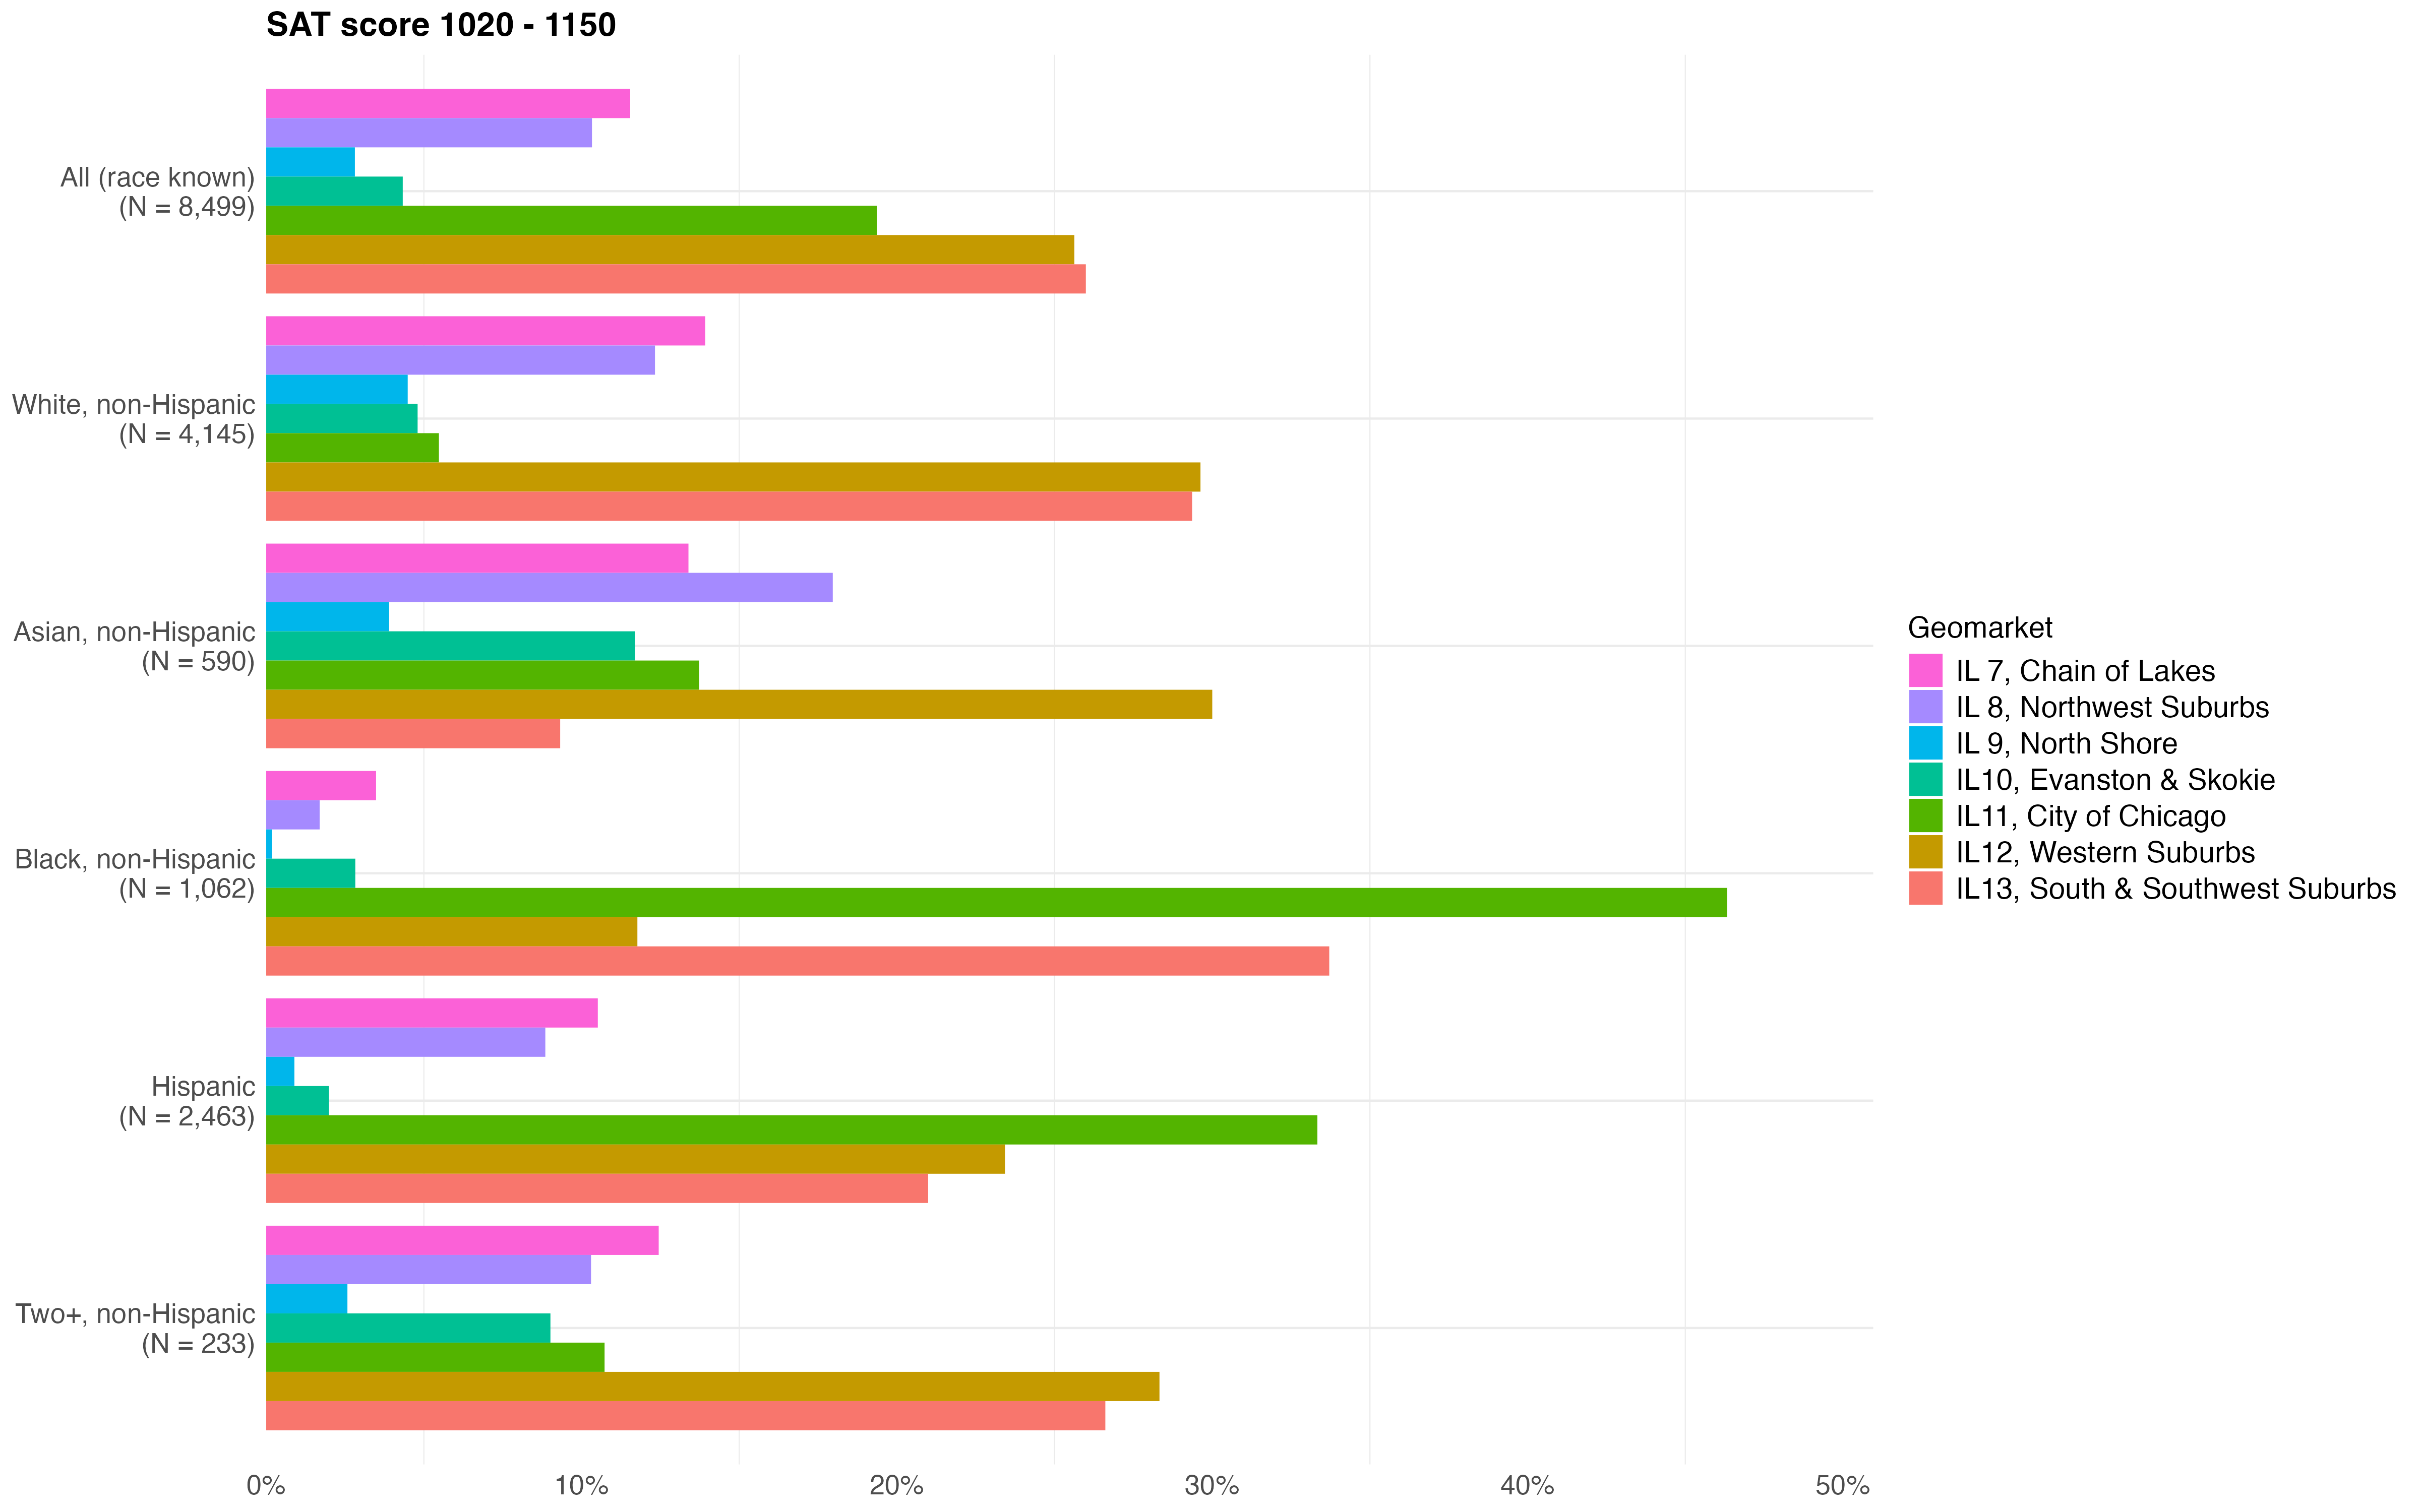 SAT score 1020 - 1150
All (race known)
(N = 8,499)
White, non-Hispanic
(N = 4,145)
Asian, non-Hispanic
(N = 590)
Black, non-Hispanic
(N = 1,062)
Hispanic
(N = 2,463)
Two+, non-Hispanic
(N = 233)
0% 10% 20% 30% 40% 50%
Geomarket
IL 7, Chain of Lakes
IL 8, Northwest Suburbs
IL 9, North Shore
IL10, Evanston & Skokie
IL11, City of Chicago
IL12, Western Suburbs
IL13, South & Southwest Suburbs